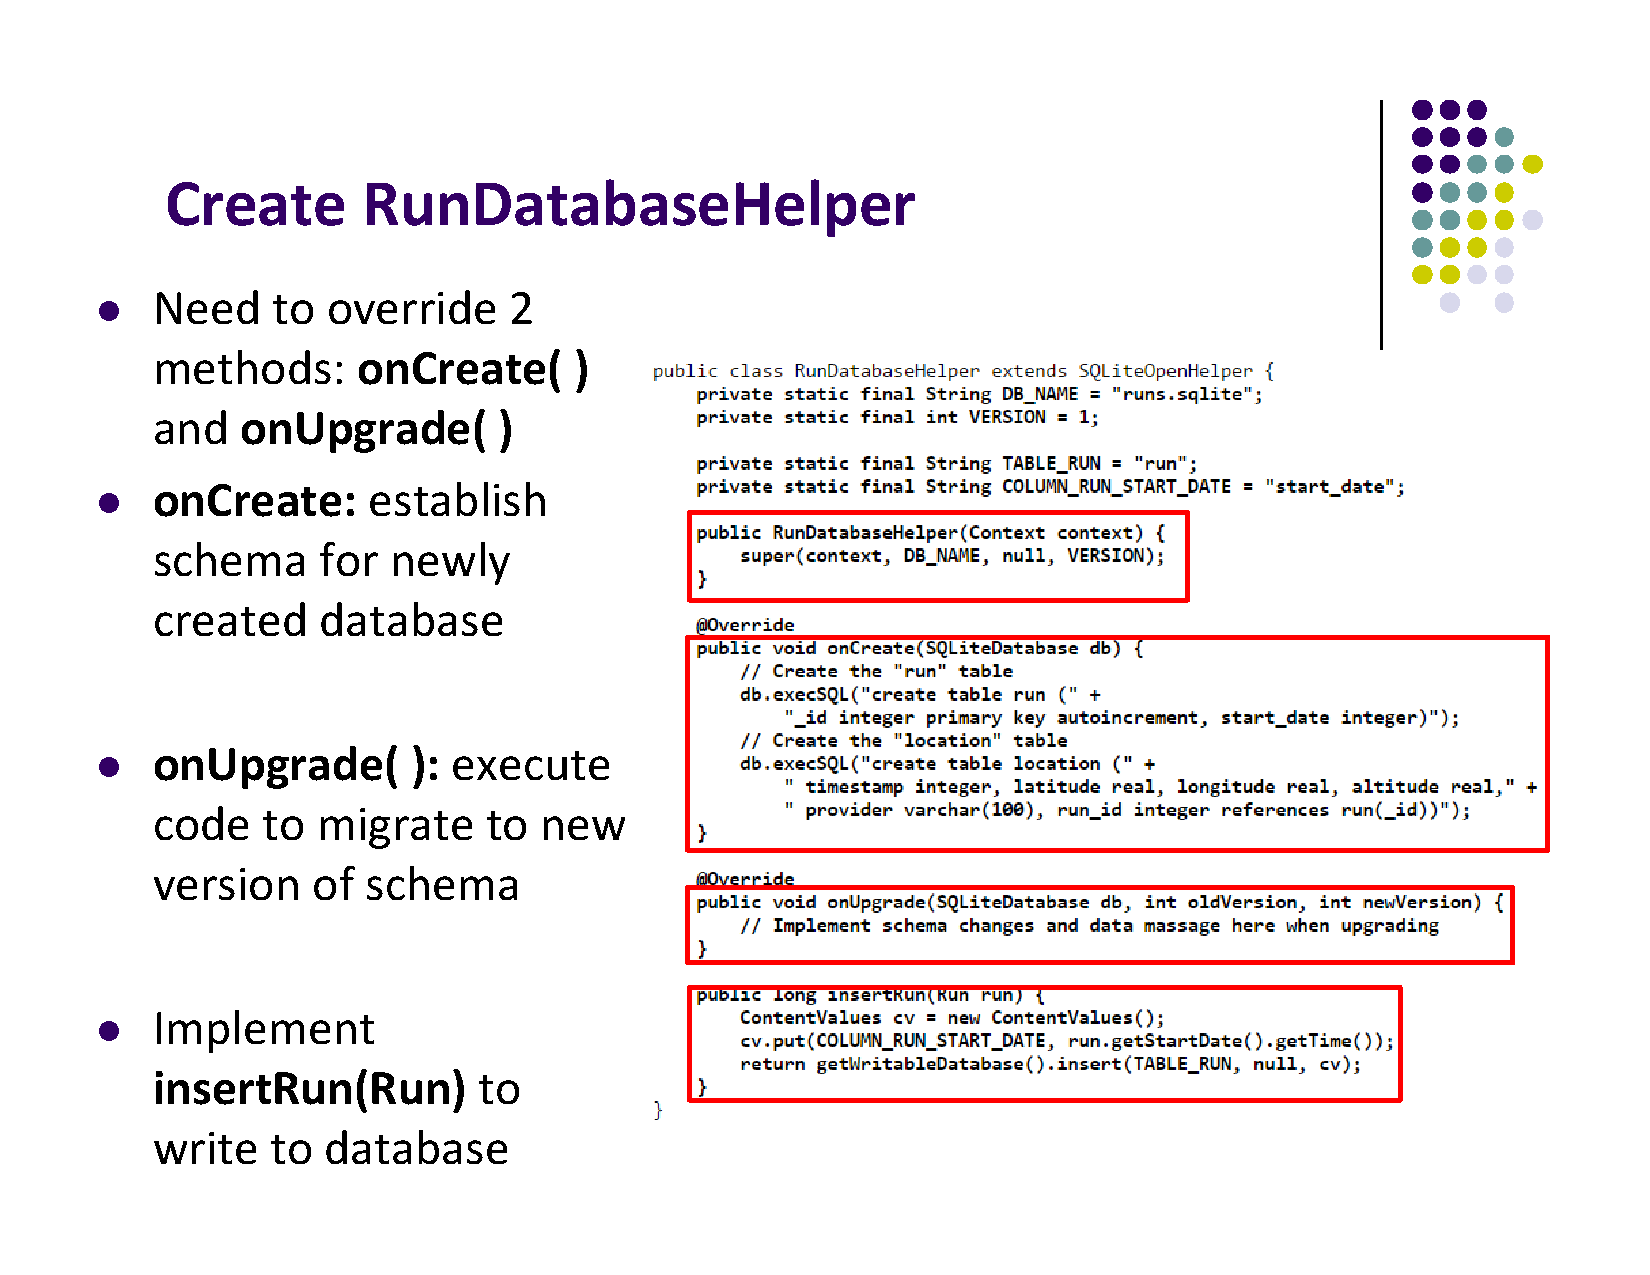 Create RunDatabaseHelper
Need to override 2
methods: onCreate( )
and onUpgrade( )
onCreate: establish
schema for newly
created database
onUpgrade( ): execute
code to migrate to new
version of schema
Implement
insertRun(Run) to
write to database
public class RunDatabaseHelper extends SQLiteOpenHelper {
private static final String DB_NAME = "runs.sqlite";
private static final int VERSION = 1;
private static final String TABLE_RUN = "run";
private static final String COLUMN_RUN_START_DATE = "start_date";
public RunDatabaseHelper(Context context) {
super(context, DB_NAME, null, VERSION);
}
@Override
public void onCreate(SQLiteDatabase db) {
// Create the "run" table
db.execSQL("create table run (" +
"_id integer primary key autoincrement, start_date integer)");
// Create the "location" table
db.execSQL("create table location (" +
" timestamp integer, latitude real, longitude real, altitude real," +
" provider varchar(100), run_id integer references run(_id))");
}
@Override
public void onUpgrade(SQLiteDatabase db, int oldVersion, int newVersion) {
// Implement schema changes and data massage here when upgrading
}
public long insertRun(Run run) {
ContentValues cv = new ContentValues();
cv.put(COLUMN_RUN_START_DATE, run.getStartDate().getTime());
return getWritableDatabase().insert(TABLE_RUN, null, cv);
}
}